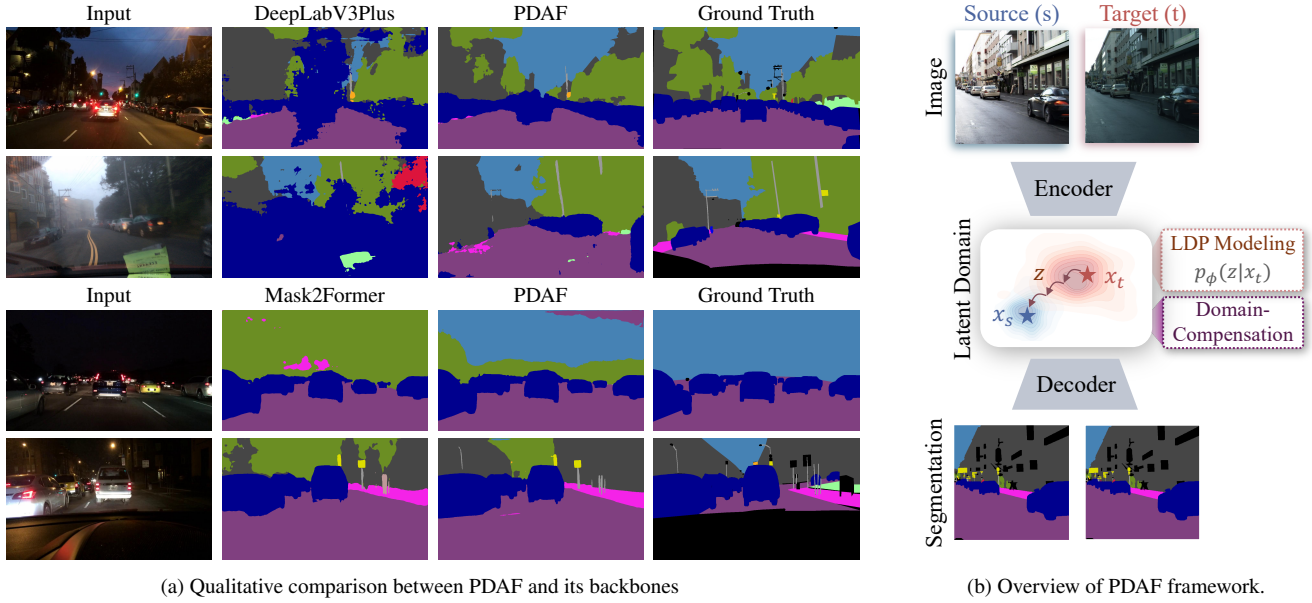 Input DeepLabV3Plus PDAF Ground Truth
Input Mask2Former PDAF Ground Truth
(a) Qualitative comparison between PDAF and its backbones
Source (s) Target (t)
Image
Encoder
Latent Domain
z
x_t
x_s
LDP Modeling
p_ϕ(z|x_t)
Domain-
Compensation
Decoder
Segmentation
(b) Overview of PDAF framework.